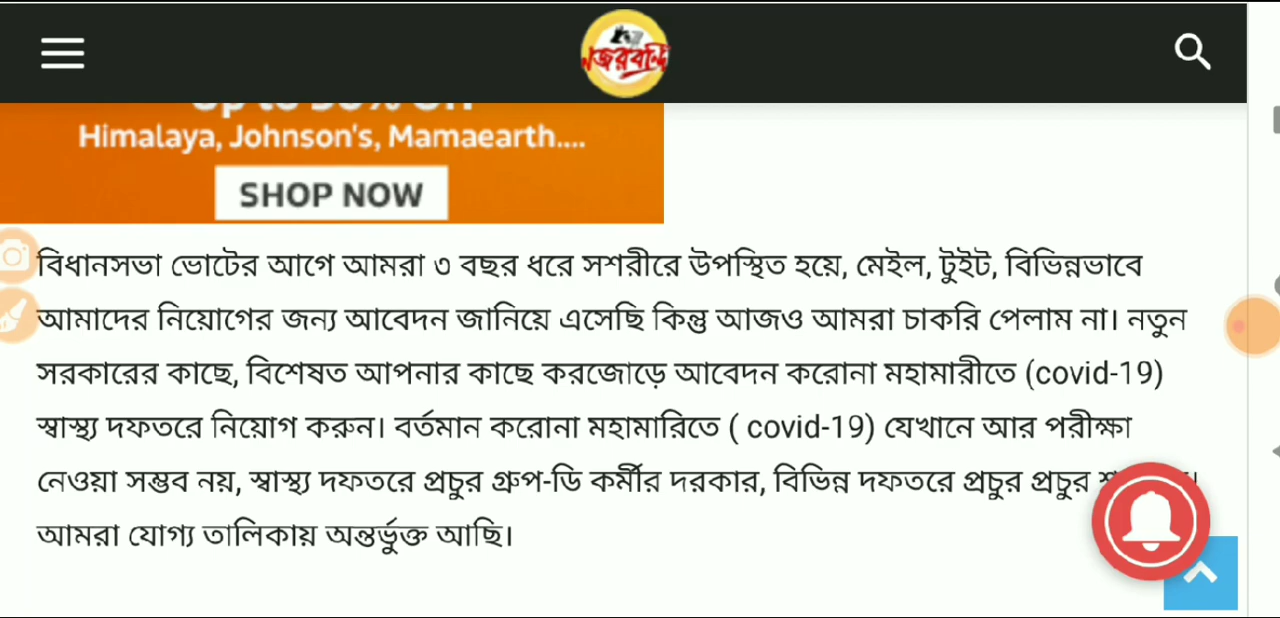 নজরবন্দি
Himalaya, Johnson's, Mamaearth....
SHOP NOW
বিধানসভা ভোটের আগে আমরা ৩ বছর ধরে সশরীরে উপস্থিত হয়ে, মেইল, টুইট, বিভিন্নভাবে
আমাদের নিয়োগের জন্য আবেদন জানিয়ে এসেছি কিন্তু আজও আমরা চাকরি পেলাম না। নতুন
সরকারের কাছে, বিশেষত আপনার কাছে করজোড়ে আবেদন করোনা মহামারীতে (covid-19)
স্বাস্থ্য দফতরে নিয়োগ করুন। বর্তমান করোনা মহামারিতে ( covid-19) যেখানে আর পরীক্ষা
নেওয়া সম্ভব নয়, স্বাস্থ্য দফতরে প্রচুর গ্রুপ-ডি কর্মীর দরকার, বিভিন্ন দফতরে প্রচুর প্রচুর
আমরা যোগ্য তালিকায় অন্তর্ভুক্ত আছি।